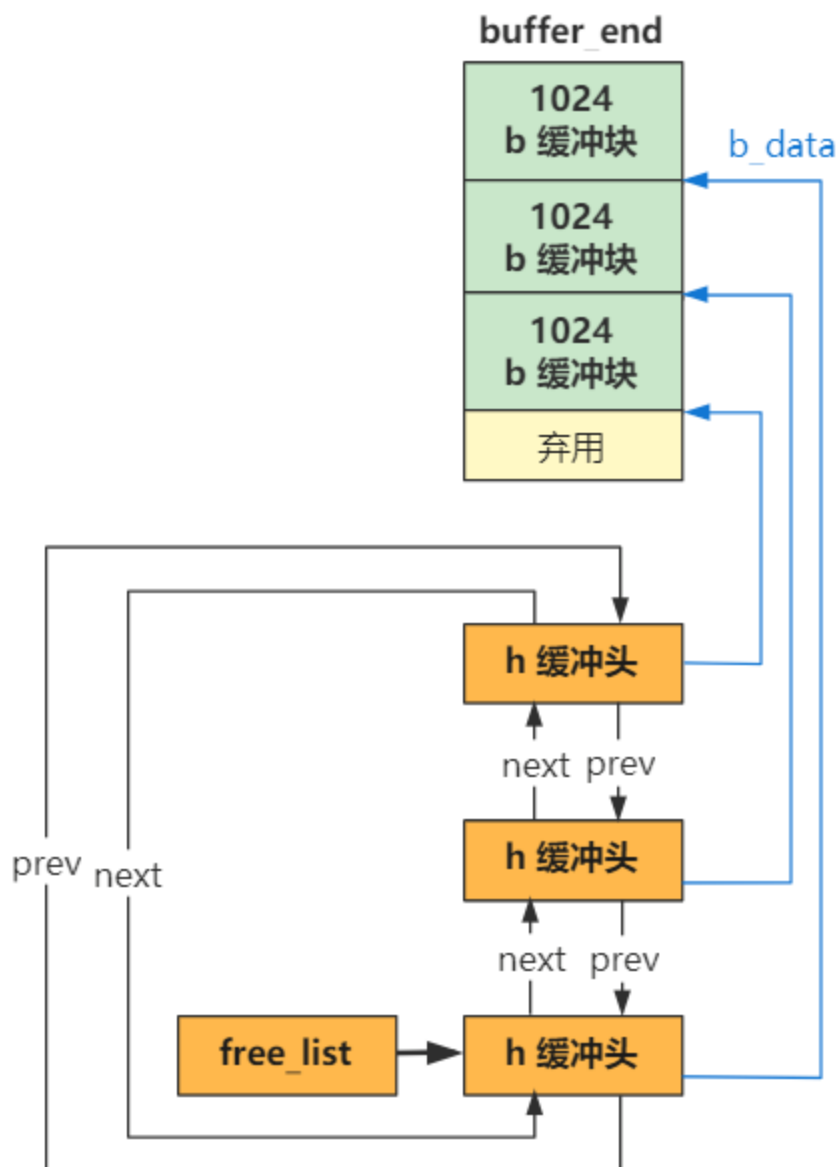 buffer_end
1024
b 缓冲块
b_data
1024
b 缓冲块
1024
b 缓冲块
弃用
h 缓冲头
next prev
h 缓冲头
prev next
next prev
free_list
h 缓冲头